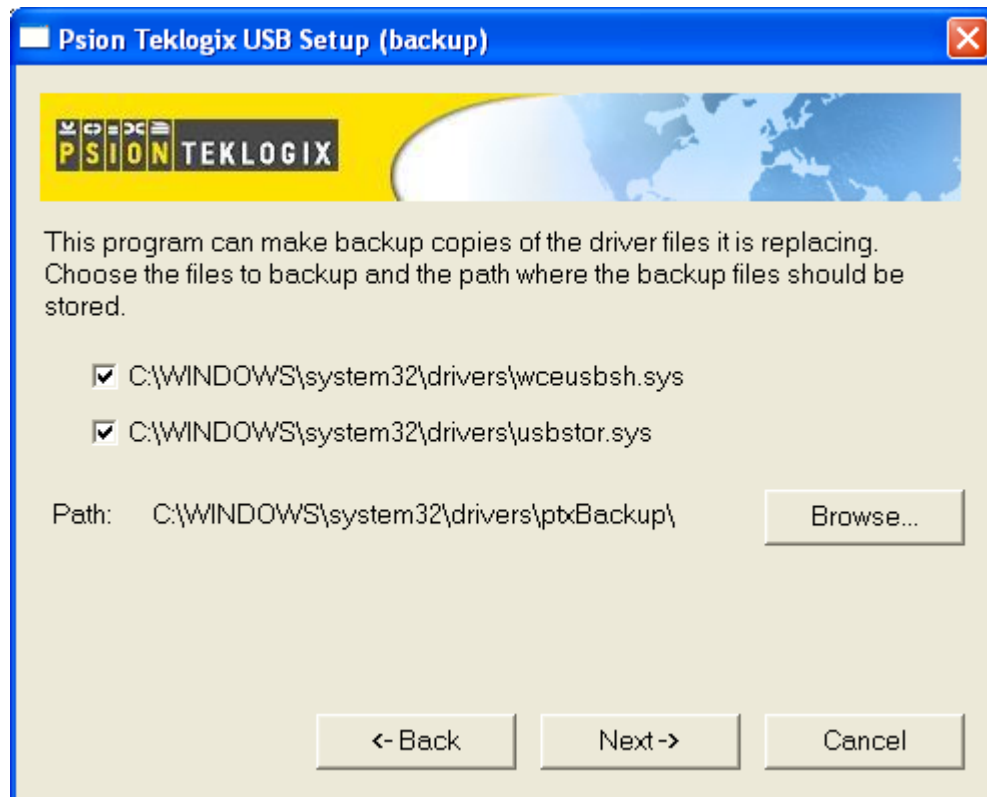 Psion Teklogix USB Setup (backup)
PSION TEKLOGIX
This program can make backup copies of the driver files it is replacing.
Choose the files to backup and the path where the backup files should be
stored.
C:\WINDOWS\system32\drivers\wceusbsh.sys
C:\WINDOWS\system32\drivers\usbstor.sys
Path: C:\WINDOWS\system32\drivers\ptxBackup\ Browse...
<- Back Next -> Cancel